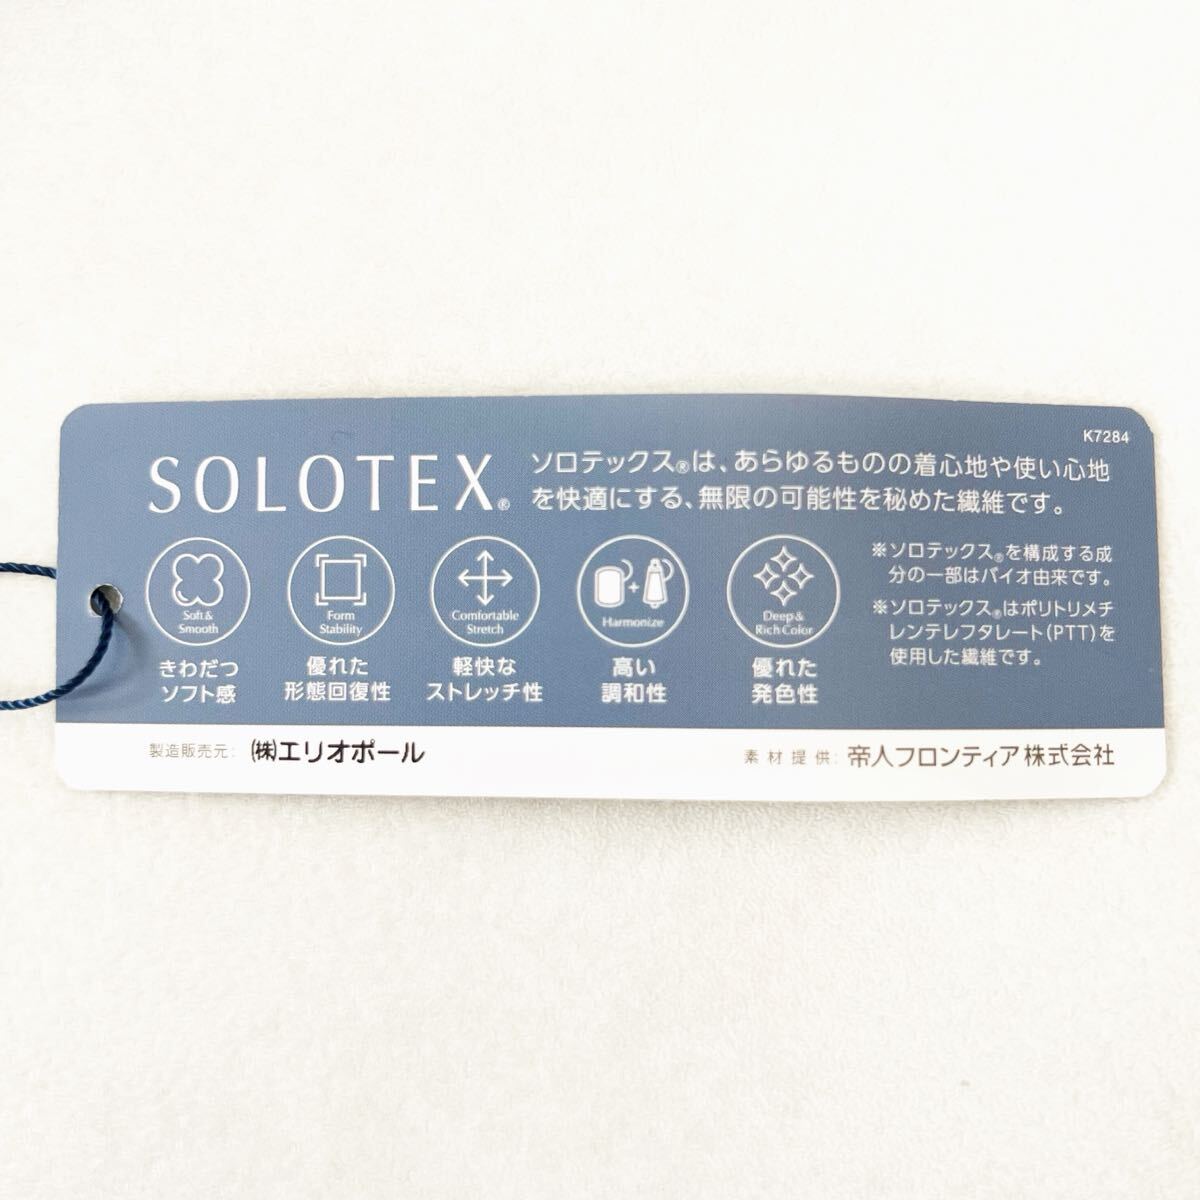 K7284
SOLOTEX®
ソロテックス®は、あらゆるものの着心地や使い心地
を快適にする、無限の可能性を秘めた繊維です。
Soft &
Smooth
きわだつ
ソフト感
Form
Stability
優れた
形態回復性
Comfortable
Stretch
軽快な
ストレッチ性
Harmonize
高い
調和性
Deep &
Rich Color
優れた
発色性
※ソロテックス®を構成する成
分の一部はバイオ由来です。
※ソロテックス®はポリトリメチ
レンテレフタレート(PTT)を
使用した繊維です。
製造販売元: ㈱エリオポール
素材提供: 帝人フロンティア株式会社